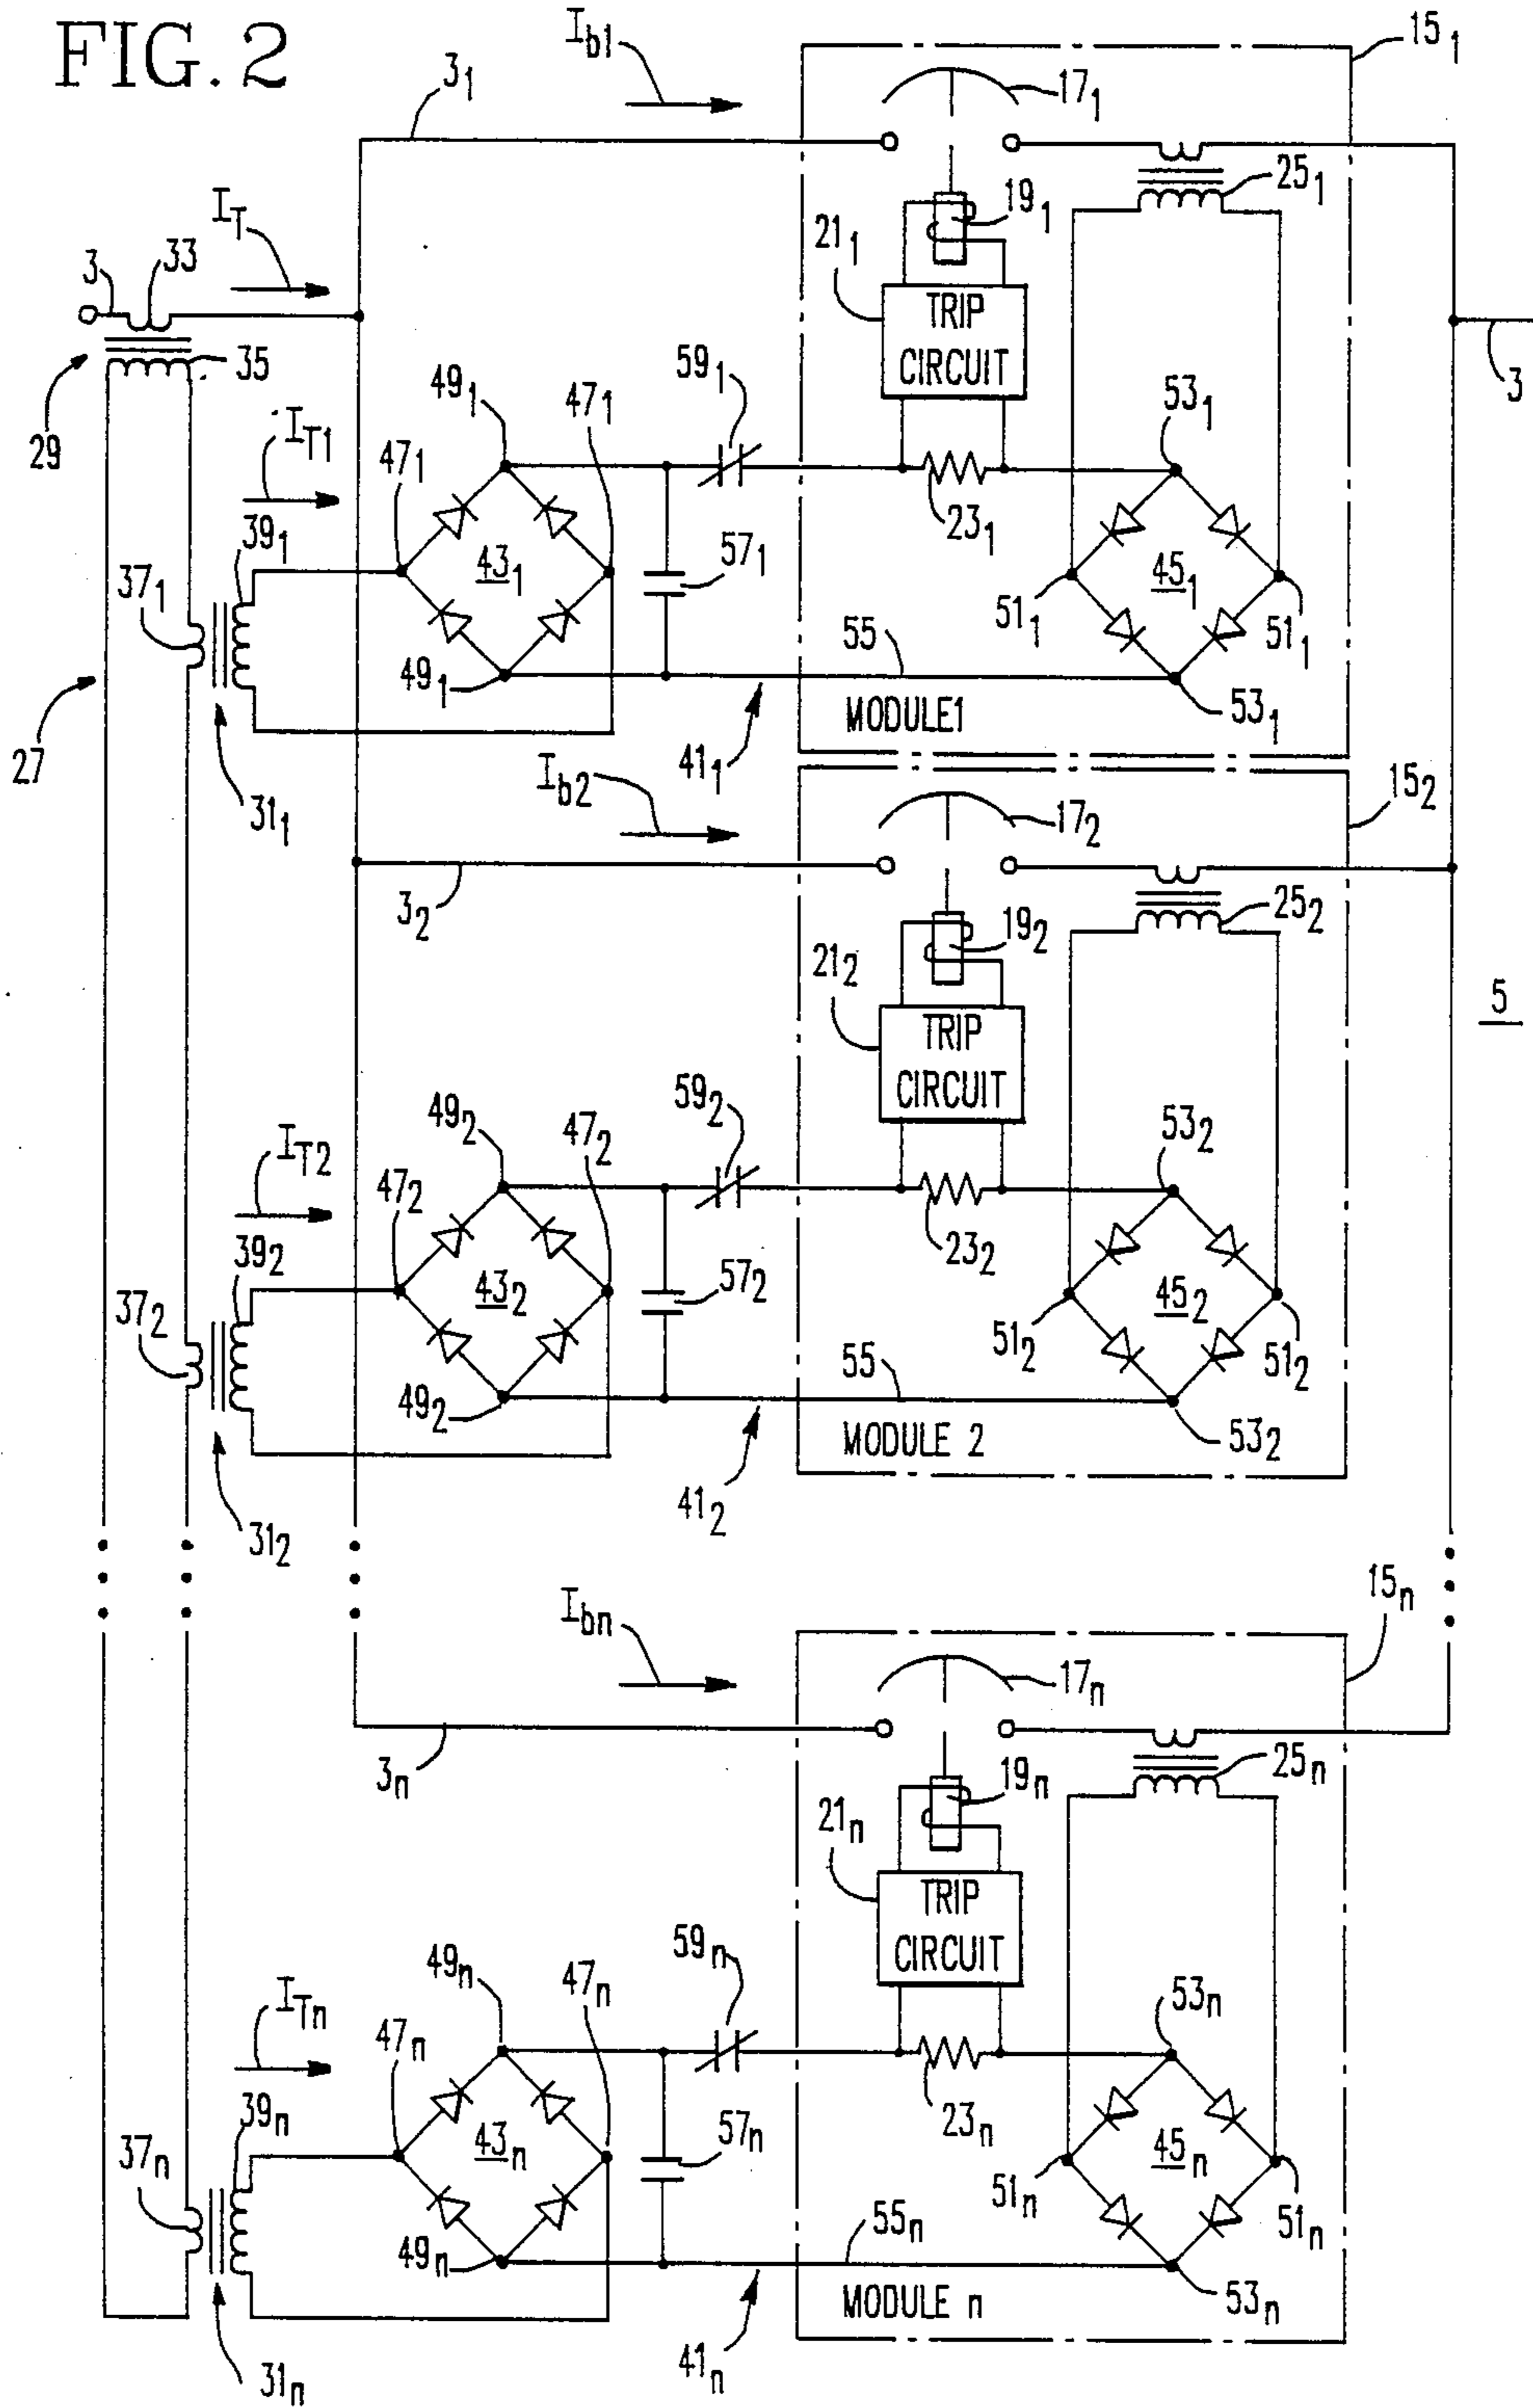 FIG. 2
I_b1
15_1
3_1
17_1
I_T
3
33
25_1
19_1
21_1
TRIP
CIRCUIT
35
29
59_1
49_1
47_1
53_1
3
I_T1
47_1
39_1
23_1
43_1
57_1
45_1
37_1
51_1
51_1
49_1
55
53_1
MODULE1
27
41_1
31_1
I_b2
15_2
17_2
3_2
25_2
19_2
21_2
TRIP
CIRCUIT
5
59_2
49_2
47_2
53_2
I_T2
47_2
39_2
23_2
43_2
57_2
45_2
37_2
51_2
51_2
49_2
55
53_2
MODULE 2
41_2
31_2
I_bn
15_n
17_n
3_n
25_n
19_n
21_n
TRIP
CIRCUIT
59_n
49_n
47_n
53_n
I_Tn
47_n
39_n
23_n
43_n
57_n
45_n
37_n
51_n
51_n
49_n
55_n
53_n
MODULE n
41_n
31_n